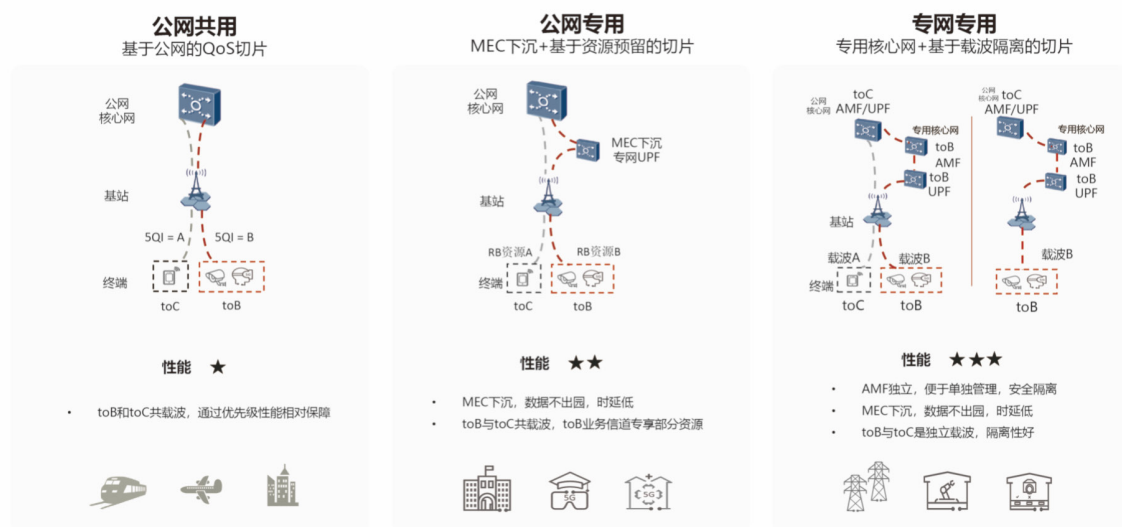 公网共用
基于公网的QoS切片
公网
核心网
基站
5QI = A
5QI = B
终端
toC
toB
性能 ★
• toB和toC共载波，通过优先级性能相对保障
公网专用
MEC下沉+基于资源预留的切片
公网
核心网
MEC下沉
专网UPF
基站
RB资源A
RB资源B
终端
toC
toB
性能 ★★
• MEC下沉，数据不出园，时延低
• toB与toC共载波，toB业务信道专享部分资源
5G
5G
专网专用
专用核心网+基于载波隔离的切片
公网
核心网
toC
AMF/UPF
专用核心网
toB
AMF
toB
UPF
基站
载波A
载波B
终端
toC
toB
公网
核心网
toC
AMF/UPF
专用核心网
toB
AMF
toB
UPF
载波B
toB
性能 ★★★
• AMF独立，便于单独管理，安全隔离
• MEC下沉，数据不出园，时延低
• toB与toC是独立载波，隔离性好